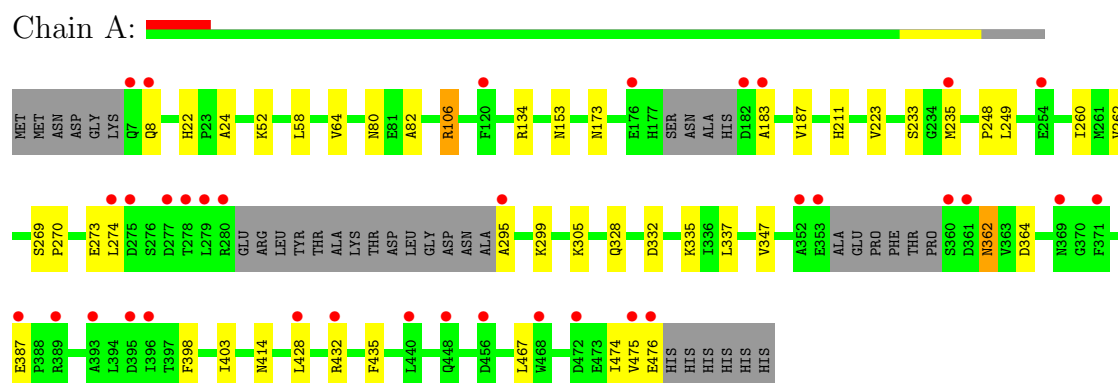 Chain A:
MET MET ASN ASP GLY LYS Q7 Q8 H22 P23 A24 K52 L58 V64 N80 E81 A82 R106 F120 R134 N153 N173 E176 H177 SER ASN ALA HIS D182 A183 V187 H211 V223 S233 G234 M235 P248 L249 E254 I260 M261 V262
S269 P270 E273 L274 D275 S276 D277 T278 L279 R280 GLU ARG LEU TYR THR ALA LYS THR ASP LEU GLY ASP ASN ALA A295 K299 K305 Q328 D332 K335 I336 L337 V347 A352 E353 ALA GLU PRO PHE THR PRO S360 D361 N362 V363 D364 N369 G370 F371
E387 P388 R389 A393 L394 D395 I396 T397 F398 I403 N414 L428 R432 F435 L440 Q448 D456 L467 W468 D472 E473 I474 V475 E476 HIS HIS HIS HIS HIS HIS